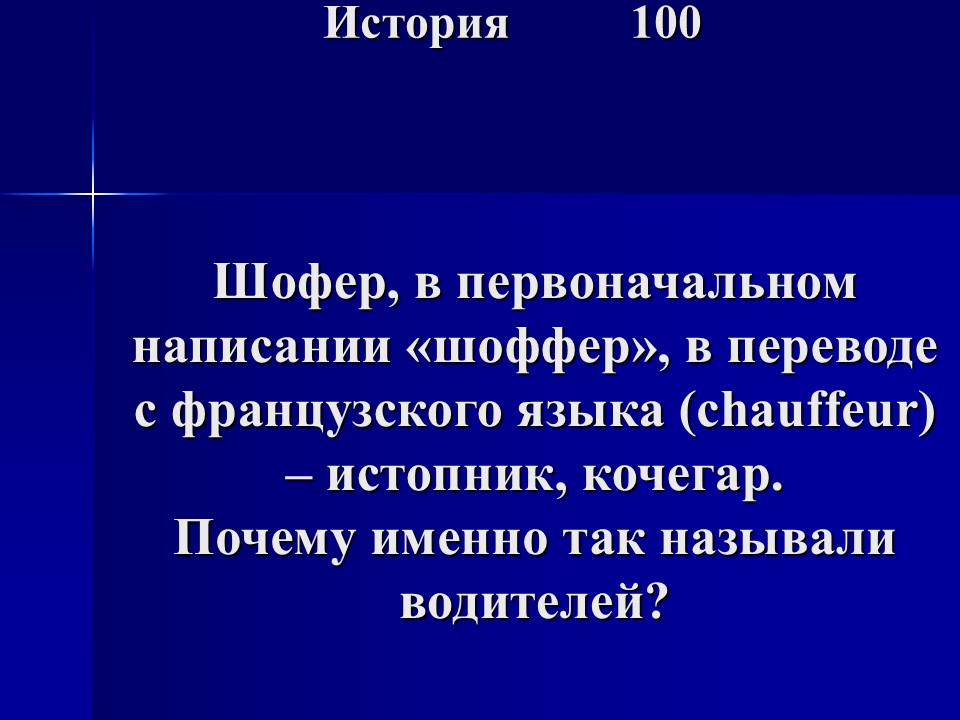 История 100
Шофер, в первоначальном
написании «шоффер», в переводе
с французского языка (chauffeur)
– истопник, кочегар.
Почему именно так называли
водителей?